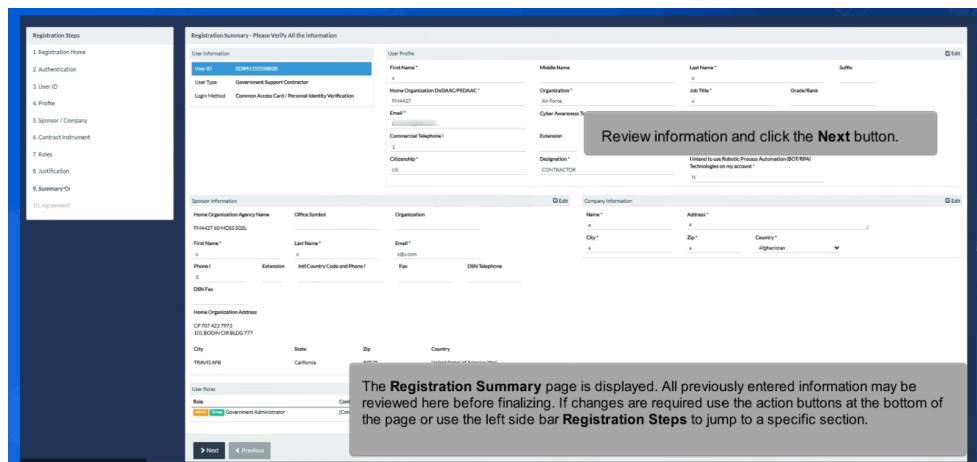 Registration Steps
1. Registration Home
2. Authentication
3. User ID
4. Profile
5. Sponsor / Company
6. Contract Instrument
7. Roles
8. Justification
9. Summary
10. Agreement
Registration Summary - Please Verify All the information
User Information
User ID
User Type Government Support Contractor
Login Method Common Access Card / Personal Identity Verification
User Profile Edit
First Name * Middle Name Last Name * Suffix
x x
Home Organization DoDAAC/FEDAAC * Organization * Job Title * Grade/Rank
FM4427 Air Force x
Email * Cyber Awareness
Commercial Telephone ! Extension
1
Citizenship * Designation * I intend to use Robotic Process Automation (BOT/RPA)
Technologies on my account *
US CONTRACTOR N
Review information and click the Next button.
Sponsor Information Edit
Home Organization Agency Name Office Symbol Organization
FM4427 60 MDSS SGSL
First Name * Last Name * Email *
x x x@x.com
Phone ! Extension Intl Country Code and Phone ! Fax DSN Telephone
8
DSN Fax
Home Organization Address
CP 707 423 7973
101 BODIN CIR BLDG 777
City State Zip Country
TRAVIS AFB California
Company Information Edit
Name * Address *
a a
City * Zip * Country *
a a Afghanistan
User Roles
Role
Government Administrator
The Registration Summary page is displayed. All previously entered information may be
reviewed here before finalizing. If changes are required use the action buttons at the bottom of
the page or use the left side bar Registration Steps to jump to a specific section.
Next Previous